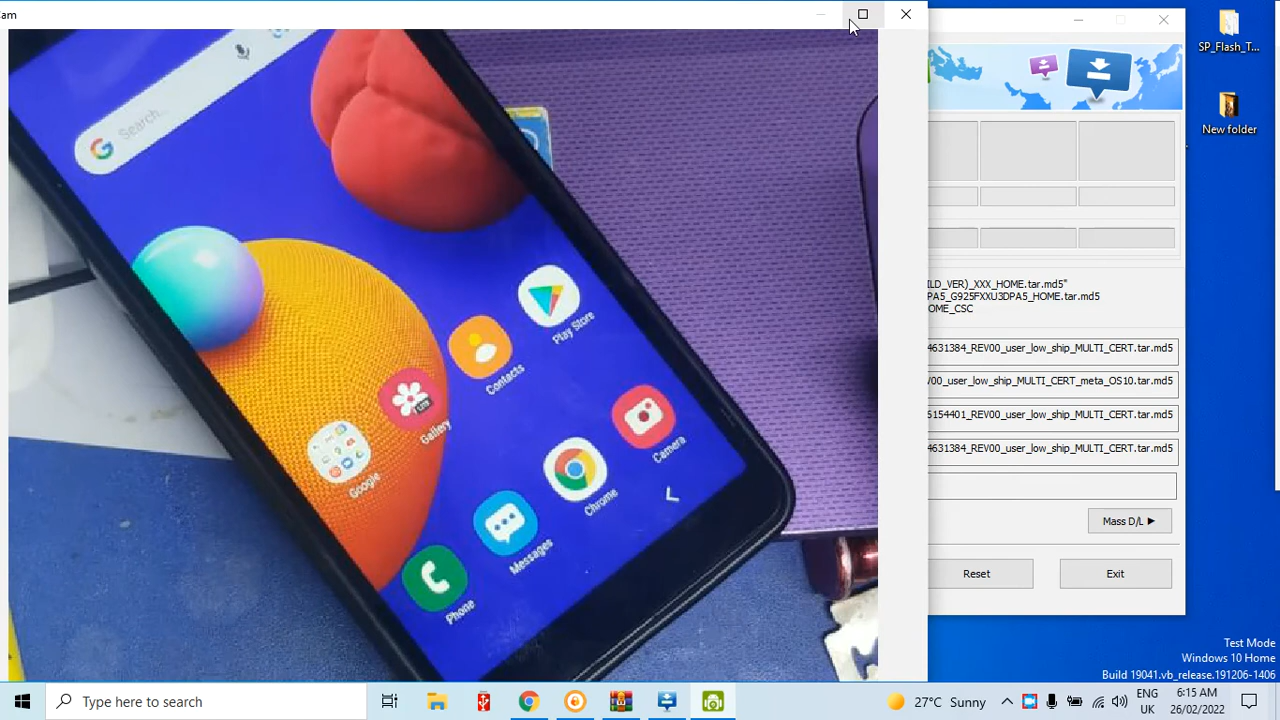 am
SP_Flash_T...
New folder
Search...
Play Store
Contacts
Gallery
Google
Camera
Chrome
Messages
Phone
ILD_VER)_XXX_HOME.tar.md5"
PA5_G925FXXU3DPA5_HOME.tar.md5
HOME_CSC
4631384_REV00_user_low_ship_MULTI_CERT.tar.md5
V00_user_low_ship_MULTI_CERT_meta_OS10.tar.md5
6154401_REV00_user_low_ship_MULTI_CERT.tar.md5
4631384_REV00_user_low_ship_MULTI_CERT.tar.md5
Mass D/L ►
Reset
Exit
Test Mode
Windows 10 Home
Build 19041.vb_release.191206-1406
Type here to search
27°C Sunny
ENG
UK
6:15 AM
26/02/2022